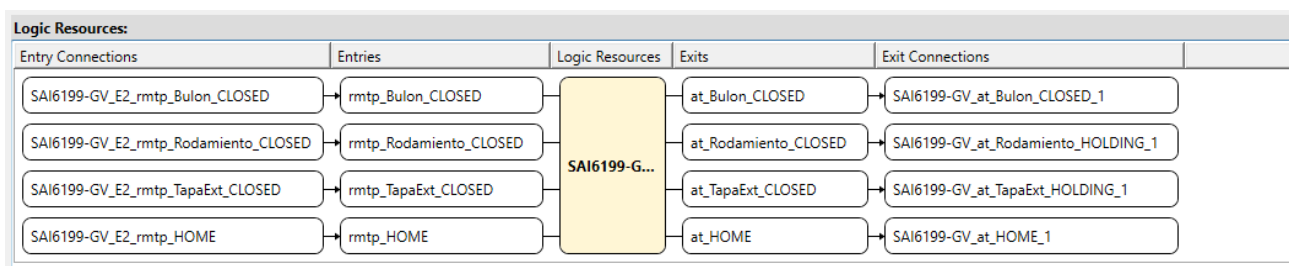 Logic Resources:
Entry Connections Entries Logic Resources Exits Exit Connections
SAI6199-GV_E2_rmtp_Bulon_CLOSED rmtp_Bulon_CLOSED at_Bulon_CLOSED SAI6199-GV_at_Bulon_CLOSED_1
SAI6199-GV_E2_rmtp_Rodamiento_CLOSED rmtp_Rodamiento_CLOSED at_Rodamiento_CLOSED SAI6199-GV_at_Rodamiento_HOLDING_1
SAI6199-G...
SAI6199-GV_E2_rmtp_TapaExt_CLOSED rmtp_TapaExt_CLOSED at_TapaExt_CLOSED SAI6199-GV_at_TapaExt_HOLDING_1
SAI6199-GV_E2_rmtp_HOME rmtp_HOME at_HOME SAI6199-GV_at_HOME_1